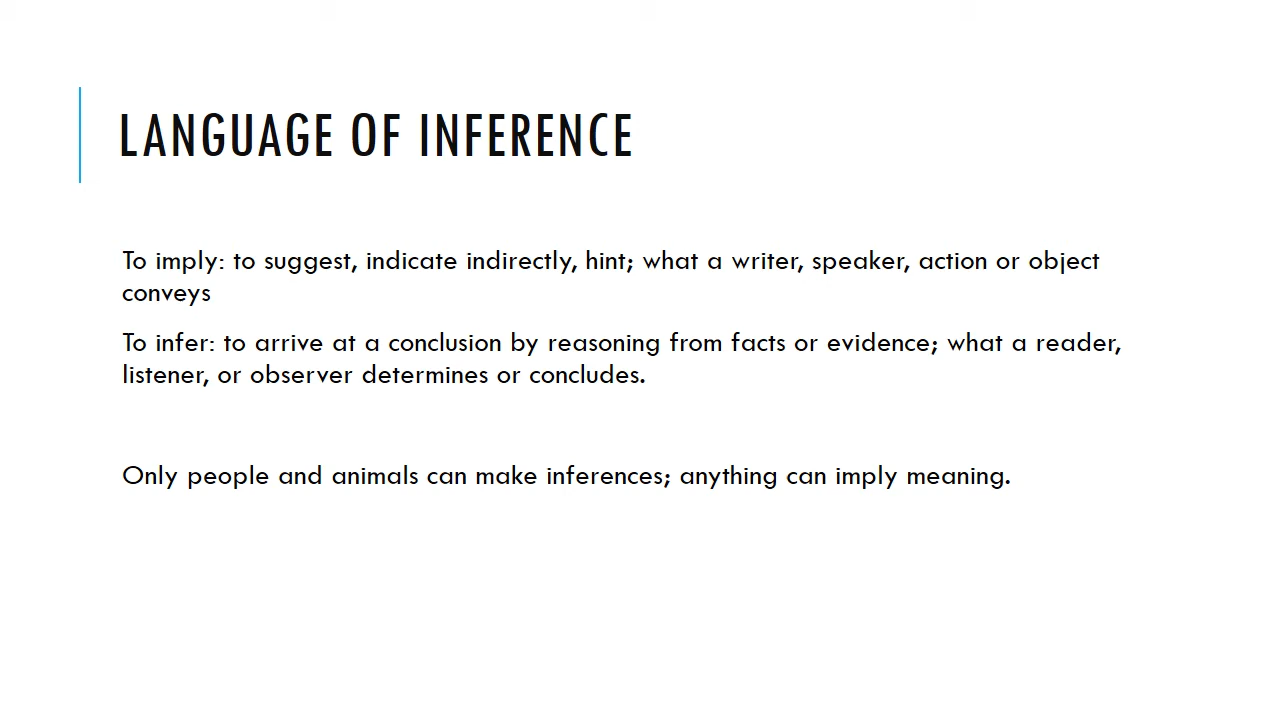 LANGUAGE OF INFERENCE
To imply: to suggest, indicate indirectly, hint; what a writer, speaker, action or object
conveys
To infer: to arrive at a conclusion by reasoning from facts or evidence; what a reader,
listener, or observer determines or concludes.
Only people and animals can make inferences; anything can imply meaning.